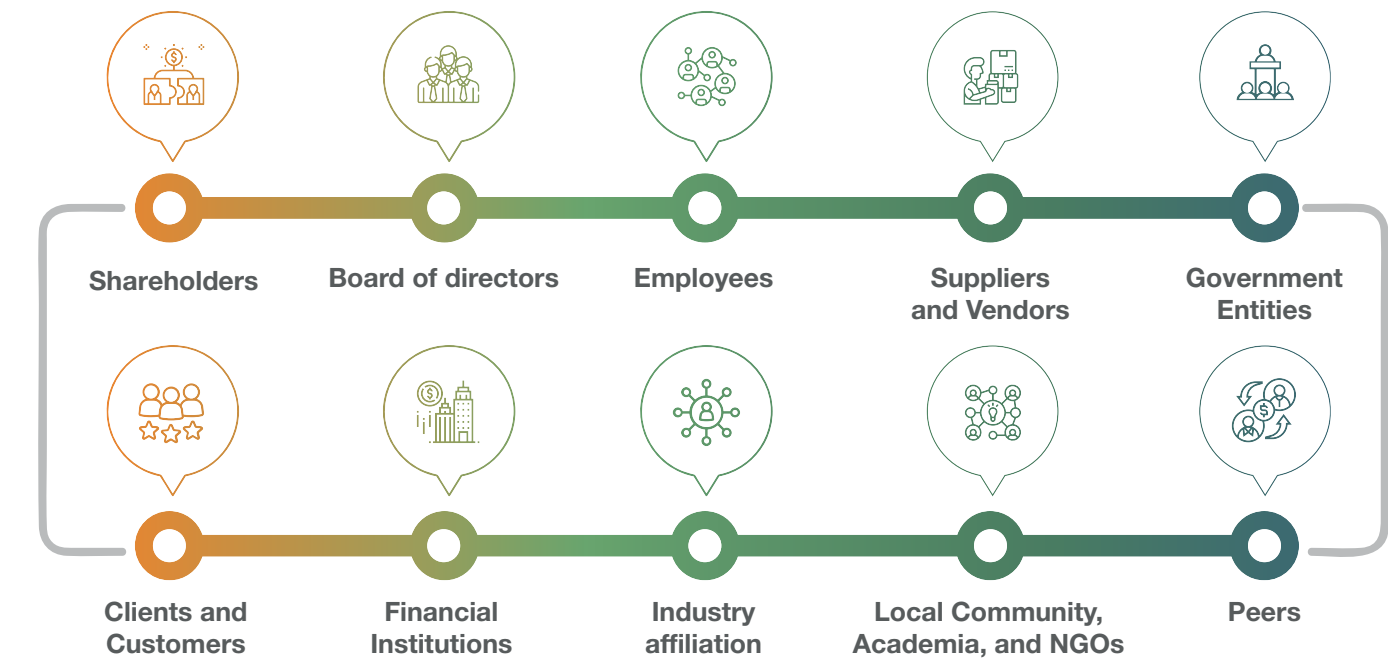 Shareholders
Board of directors
Employees
Suppliers
and Vendors
Government
Entities
Clients and
Customers
Financial
Institutions
Industry
affiliation
Local Community,
Academia, and NGOs
Peers